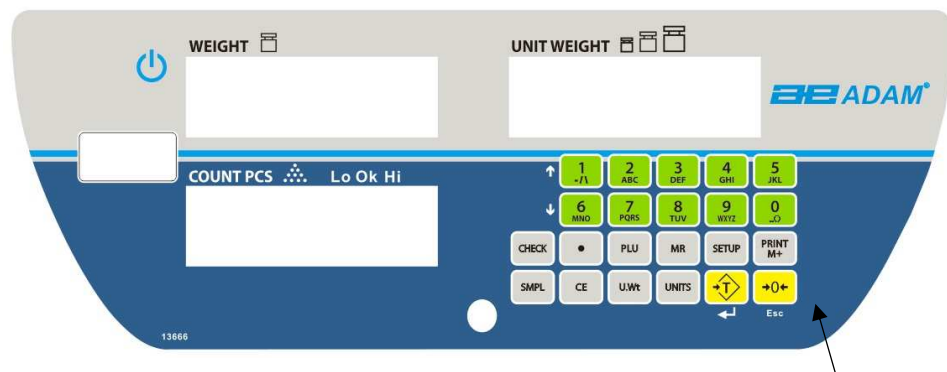 WEIGHT
UNIT WEIGHT
ae ADAM®
COUNT PCS
Lo Ok Hi
↑ 1 2 3 4 5
-/\ ABC DEF GHI JKL
↓ 6 7 8 9 0
MNO PQRS TUV WXYZ
CHECK • PLU MR SETUP PRINT M+
SMPL CE U.Wt UNITS →T →0←
Esc
13666